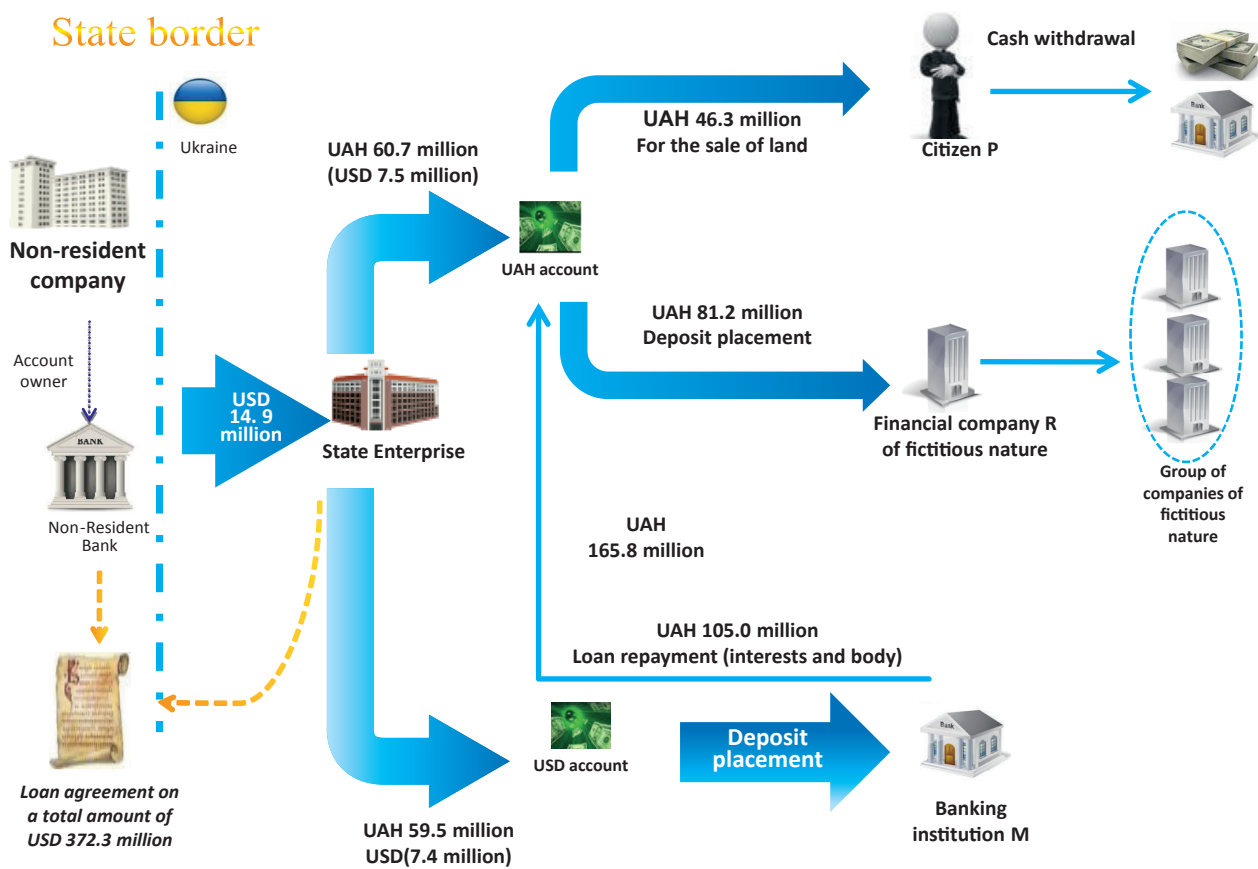 State border
Ukraine
Non-resident
company
Account
owner
BANK
Non-Resident
Bank
Loan agreement on
a total amount of
USD 372.3 million
USD
14. 9
million
State Enterprise
UAH 60.7 million
(USD 7.5 million)
UAH account
UAH 46.3 million
For the sale of land
Citizen P
Cash withdrawal
Bank
UAH 81.2 million
Deposit placement
Financial company R
of fictitious nature
Group of
companies of
fictitious
nature
UAH
165.8 million
UAH 105.0 million
Loan repayment (interests and body)
USD account
Deposit
placement
Bank
Banking
institution M
UAH 59.5 million
USD(7.4 million)